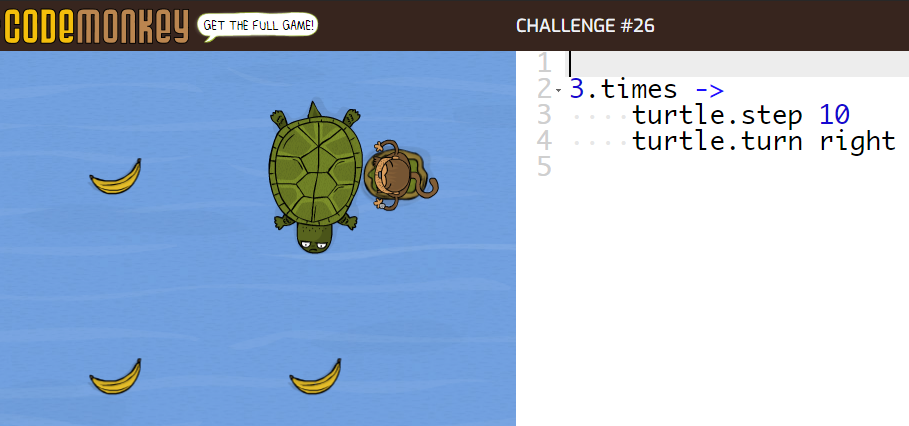 CODEMONKEY GET THE FULL GAME! CHALLENGE #26
1
2 3.times ->
3 turtle.step 10
4 turtle.turn right
5